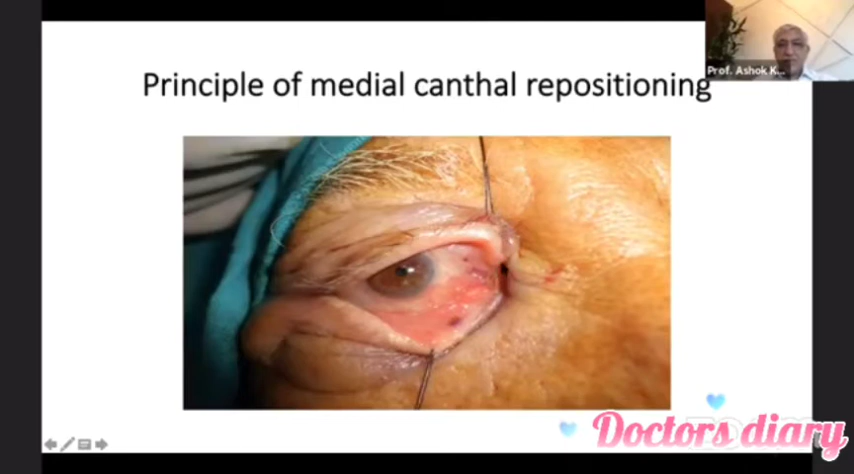 Prof. Ashok K...
Principle of medial canthal repositioning
Doctors diary